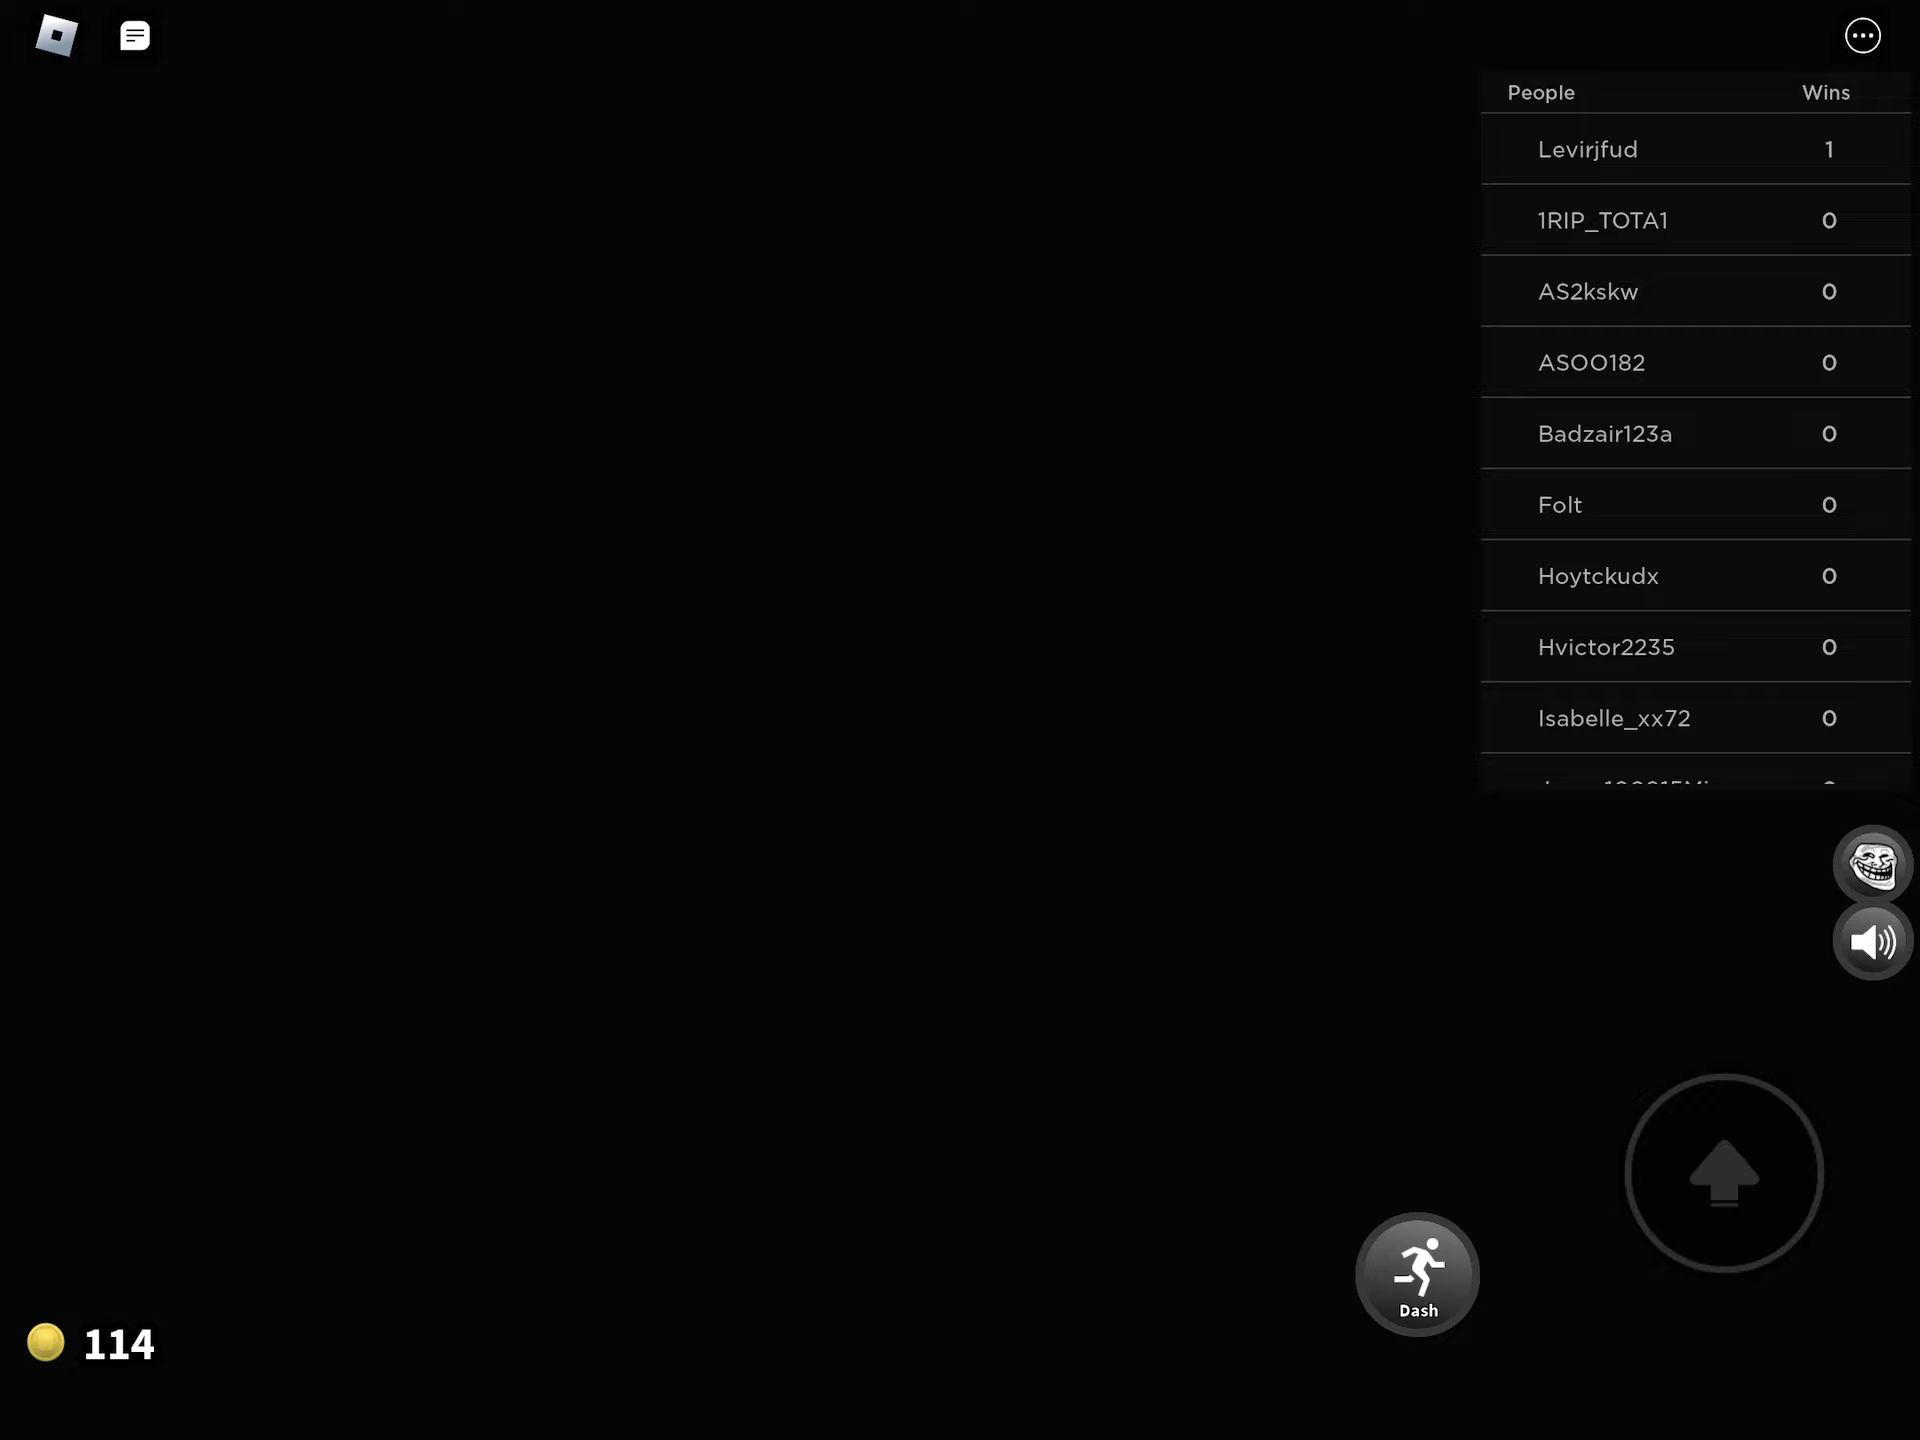 People Wins
Levirjfud 1
1RIP_TOTA1 0
AS2kskw 0
ASOO182 0
Badzair123a 0
Folt 0
Hoytckudx 0
Hvictor2235 0
Isabelle_xx72 0
Dash
114